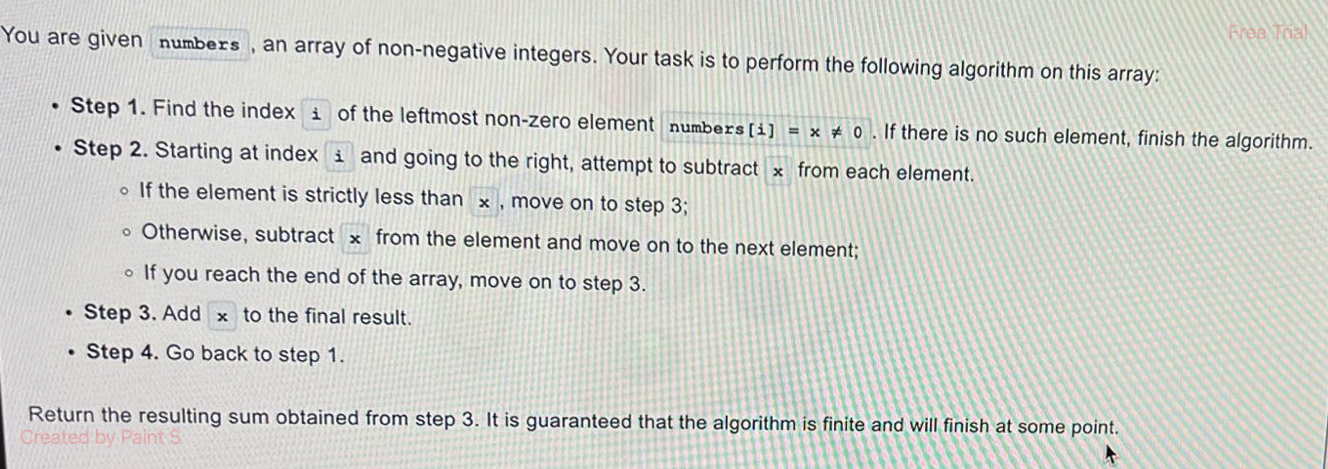 Free Trial
You are given numbers , an array of non-negative integers. Your task is to perform the following algorithm on this array:
• Step 1. Find the index i of the leftmost non-zero element numbers[i] = x ≠ 0 . If there is no such element, finish the algorithm.
• Step 2. Starting at index i and going to the right, attempt to subtract x from each element.
◦ If the element is strictly less than x , move on to step 3;
◦ Otherwise, subtract x from the element and move on to the next element;
◦ If you reach the end of the array, move on to step 3.
• Step 3. Add x to the final result.
• Step 4. Go back to step 1.
Return the resulting sum obtained from step 3. It is guaranteed that the algorithm is finite and will finish at some point.
Created by Paint S